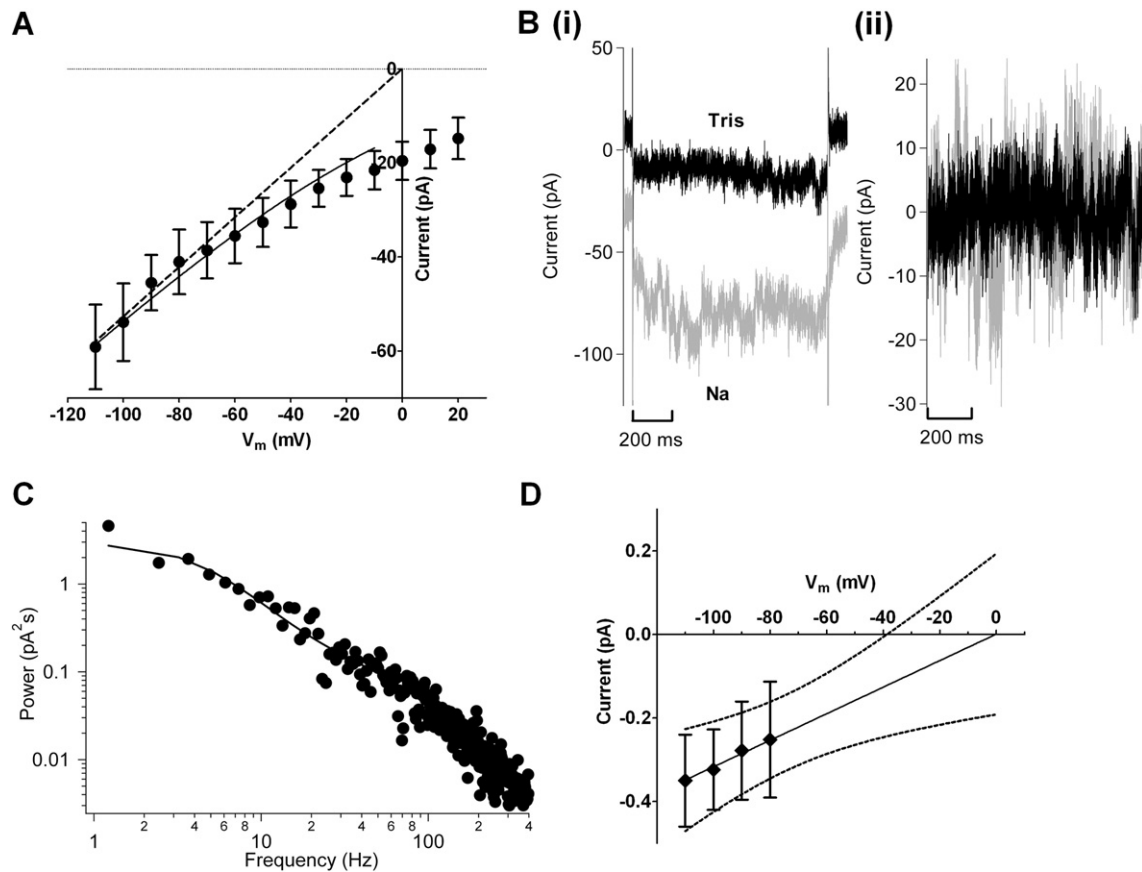 A
B (i)
(ii)
0
-20
-40
-60
Current (pA)
-120 -100 -80 -60 -40 -20 0 20
Vm (mV)
50
0
-50
-100
Current (pA)
Tris
Na
200 ms
20
10
0
-10
-20
-30
Current (pA)
200 ms
C
D
1
0.1
0.01
Power (pA²s)
1 2 4 6 8 10 2 4 6 8 100 2 4
Frequency (Hz)
0.2
0.0
-0.2
-0.4
Current (pA)
Vm (mV)
-100 -80 -60 -40 -20 0